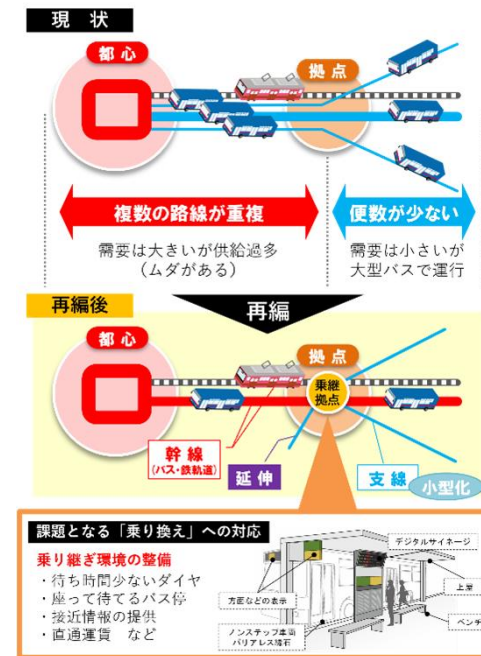 現 状
都 心
拠 点
複数の路線が重複
便数が少ない
需要は大きいが供給過多
(ムダがある)
需要は小さいが
大型バスで運行
再編後
再編
都 心
拠 点
乗継
拠点
幹線
(バス・鉄軌道)
延伸
支線
小型化
課題となる「乗り換え」への対応
乗り継ぎ環境の整備
・待ち時間少ないダイヤ
・座って待てるバス停
・接近情報の提供
・直通運賃 など
デジタルサイネージ
上屋
方面などの表示
ベンチ
ノンステップ車両
バリアレス縁石